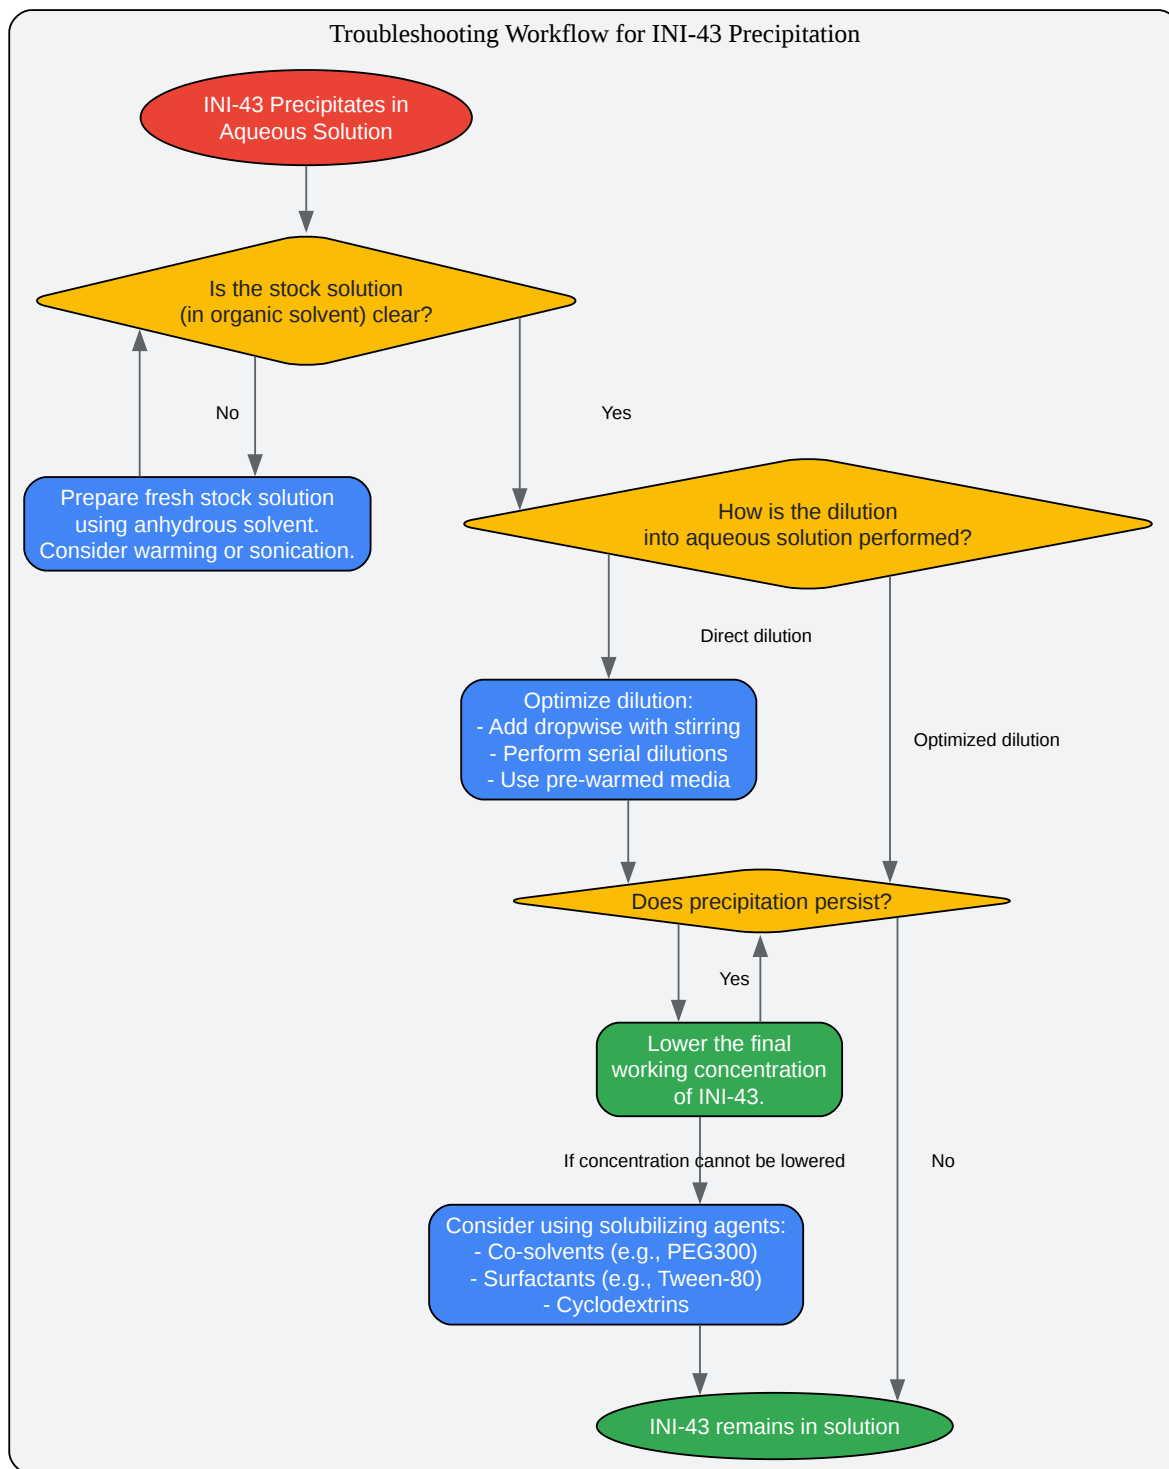 Troubleshooting Workflow for INI-43 Precipitation
INI-43 Precipitates in
Aqueous Solution
Is the stock solution
(in organic solvent) clear?
No
Yes
Prepare fresh stock solution
using anhydrous solvent.
Consider warming or sonication.
How is the dilution
into aqueous solution performed?
Direct dilution
Optimize dilution:
- Add dropwise with stirring
- Perform serial dilutions
- Use pre-warmed media
Optimized dilution
Does precipitation persist?
Yes
Lower the final
working concentration
of INI-43.
If concentration cannot be lowered
No
Consider using solubilizing agents:
- Co-solvents (e.g., PEG300)
- Surfactants (e.g., Tween-80)
- Cyclodextrins
INI-43 remains in solution